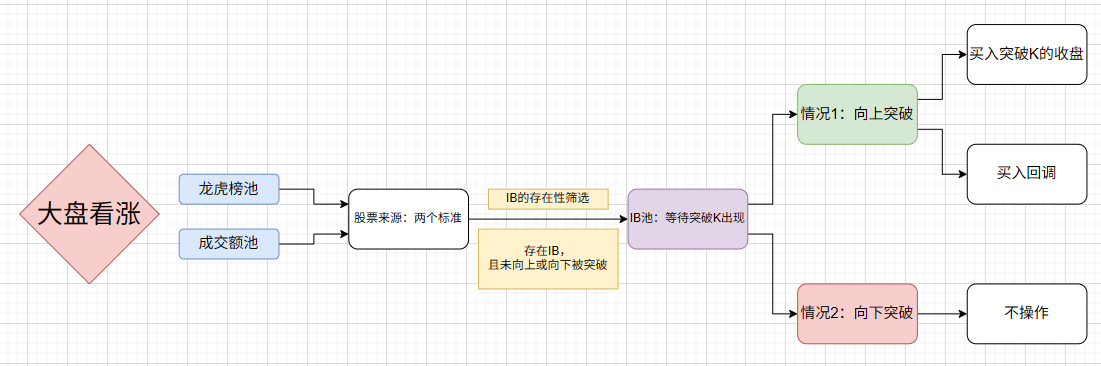 大盘看涨
龙虎榜池
成交额池
股票来源：两个标准
IB的存在性筛选
存在IB，
且未向上或向下被突破
IB池：等待突破K出现
情况1：向上突破
买入突破K的收盘
买入回调
情况2：向下突破
不操作